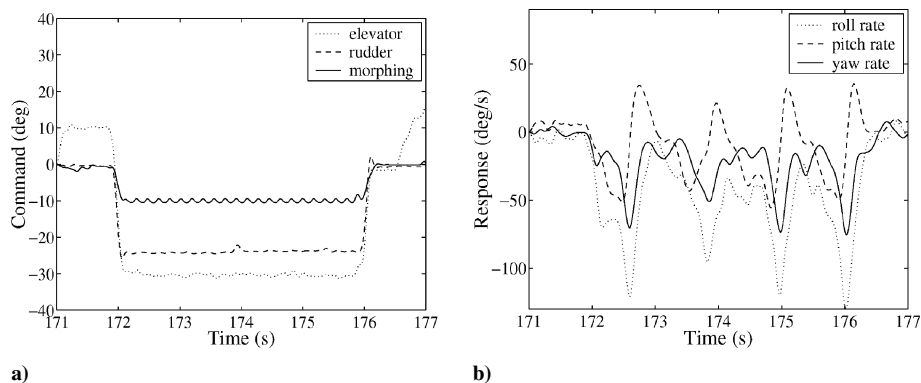 40
30
20
10
0
−10
−20
−30
−40
Command (deg)
elevator
rudder
morphing
171 172 173 174 175 176 177
Time (s)
a)
50
0
−50
−100
Response (deg/s)
roll rate
pitch rate
yaw rate
171 172 173 174 175 176 177
Time (s)
b)